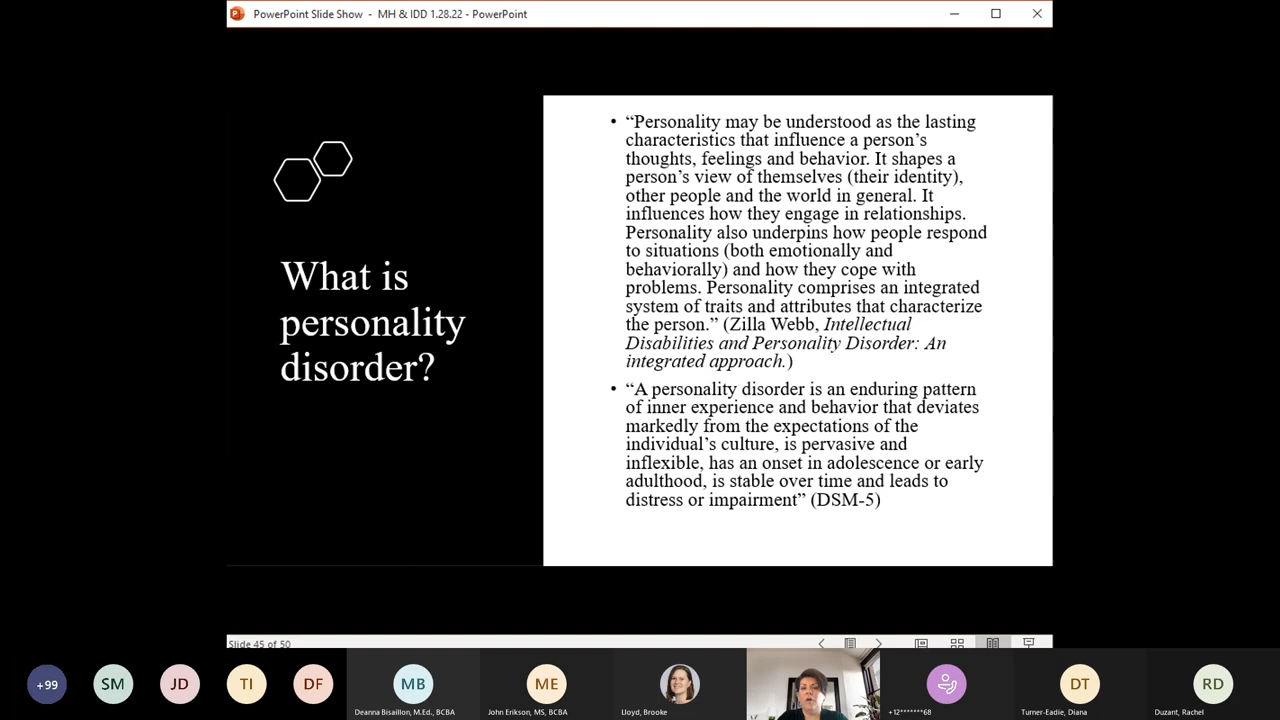 PowerPoint Slide Show - MH & IDD 1.28.22 - PowerPoint
What is
personality
disorder?
• “Personality may be understood as the lasting
characteristics that influence a person’s
thoughts, feelings and behavior. It shapes a
person’s view of themselves (their identity),
other people and the world in general. It
influences how they engage in relationships.
Personality also underpins how people respond
to situations (both emotionally and
behaviorally) and how they cope with
problems. Personality comprises an integrated
system of traits and attributes that characterize
the person.” (Zilla Webb, Intellectual
Disabilities and Personality Disorder: An
integrated approach.)
• “A personality disorder is an enduring pattern
of inner experience and behavior that deviates
markedly from the expectations of the
individual’s culture, is pervasive and
inflexible, has an onset in adolescence or early
adulthood, is stable over time and leads to
distress or impairment” (DSM-5)
Slide 45 of 50
+99
SM
JD
TI
DF
MB
Deanna Bisaillon, M.Ed., BCBA
ME
John Erikson, MS, BCBA
Lloyd, Brooke
+12*******68
DT
Turner-Eadie, Diana
RD
Duzant, Rachel